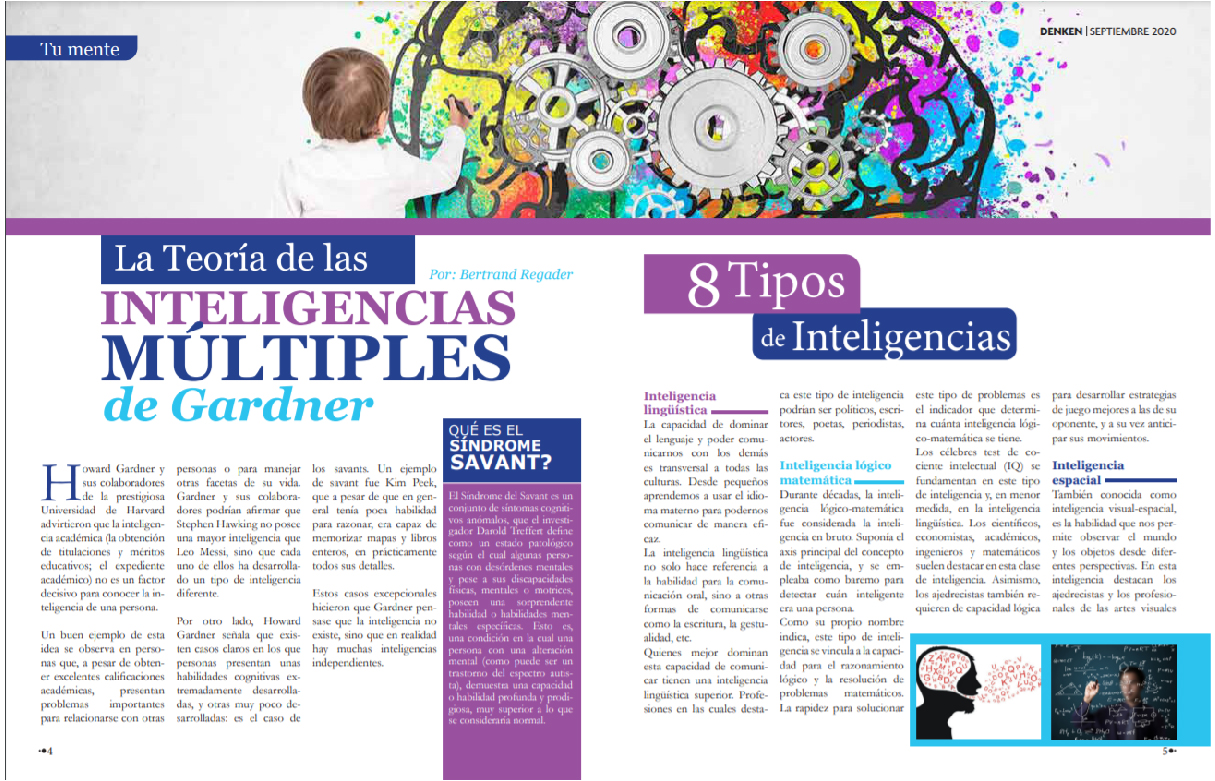 Tu mente
DENKEN | SEPTIEMBRE 2020
La Teoría de las
Por: Bertrand Regader
INTELIGENCIAS
MÚLTIPLES
de Gardner
Howard Gardner y
sus colaboradores
de la prestigiosa
Universidad de Harvard
advirtieron que la inteligen-
cia académica (la obtención
de titulaciones y méritos
educativos; el expediente
académico) no es un factor
decisivo para conocer la in-
teligencia de una persona.
Un buen ejemplo de esta
idea se observa en perso-
nas que, a pesar de obten-
er excelentes calificaciones
académicas, presentan
problemas importantes
para relacionarse con otras
personas o para manejar
otras facetas de su vida.
Gardner y sus colabora-
dores podrían afirmar que
Stephen Hawking no posee
una mayor inteligencia que
Leo Messi, sino que cada
uno de ellos ha desarrolla-
do un tipo de inteligencia
diferente.
Por otro lado, Howard
Gardner señala que exis-
ten casos claros en los que
personas presentan unas
habilidades cognitivas ex-
tremadamente desarrolla-
das, y otras muy poco de-
sarrolladas: es el caso de
los savants. Un ejemplo
de savant fue Kim Peek,
que a pesar de que en gen-
eral tenía poca habilidad
para razonar, era capaz de
memorizar mapas y libros
enteros, en prácticamente
todos sus detalles.
Estos casos excepcionales
hicieron que Gardner pen-
sase que la inteligencia no
existe, sino que en realidad
hay muchas inteligencias
independientes.
QUÉ ES EL
SÍNDROME
SAVANT?
El Síndrome del Savant es un
conjunto de síntomas cogniti-
vos anómalos, que el investi-
gador Darold Treffert define
como un estado patológico
según el cual algunas perso-
nas con desórdenes mentales
y pese a sus discapacidades
físicas, mentales o motrices,
poseen una sorprendente
habilidad o habilidades men-
tales específicas. Esto es,
una condición en la cual una
persona con una alteración
mental (como puede ser un
trastorno del espectro autis-
ta), demuestra una capacidad
o habilidad profunda y prodi-
giosa, muy superior a lo que
se consideraría normal.
4
8 Tipos
de Inteligencias
Inteligencia
lingüística
La capacidad de dominar
el lenguaje y poder comu-
nicarnos con los demás
es transversal a todas las
culturas. Desde pequeños
aprendemos a usar el idio-
ma materno para podernos
comunicar de manera efi-
caz.
La inteligencia lingüística
no solo hace referencia a
la habilidad para la comu-
nicación oral, sino a otras
formas de comunicarse
como la escritura, la gestu-
alidad, etc.
Quienes mejor dominan
esta capacidad de comuni-
car tienen una inteligencia
lingüística superior. Profe-
siones en las cuales desta-
ca este tipo de inteligencia
podrían ser políticos, escri-
tores, poetas, periodistas,
actores.
Inteligencia lógico
matemática
Durante décadas, la inteli-
gencia lógico-matemática
fue considerada la inteli-
gencia en bruto. Suponía el
axis principal del concepto
de inteligencia, y se em-
pleaba como baremo para
detectar cuán inteligente
era una persona.
Como su propio nombre
indica, este tipo de inteli-
gencia se vincula a la capaci-
dad para el razonamiento
lógico y la resolución de
problemas matemáticos.
La rapidez para solucionar
este tipo de problemas es
el indicador que determi-
na cuánta inteligencia lógi-
co-matemática se tiene.
Los célebres test de co-
ciente intelectual (IQ) se
fundamentan en este tipo
de inteligencia y, en menor
medida, en la inteligencia
lingüística. Los científicos,
economistas, académicos,
ingenieros y matemáticos
suelen destacar en esta clase
de inteligencia. Asimismo,
los ajedrecistas también re-
quieren de capacidad lógica
para desarrollar estrategias
de juego mejores a las de su
oponente, y a su vez antici-
par sus movimientos.
Inteligencia
espacial
También conocida como
inteligencia visual-espacial,
es la habilidad que nos per-
mite observar el mundo
y los objetos desde difer-
entes perspectivas. En esta
inteligencia destacan los
ajedrecistas y los profesio-
nales de las artes visuales
5